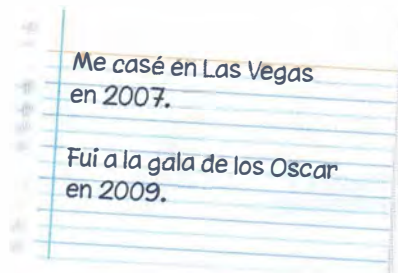 Me casé en Las Vegas
en 2007.
Fui a la gala de los Oscar
en 2009.